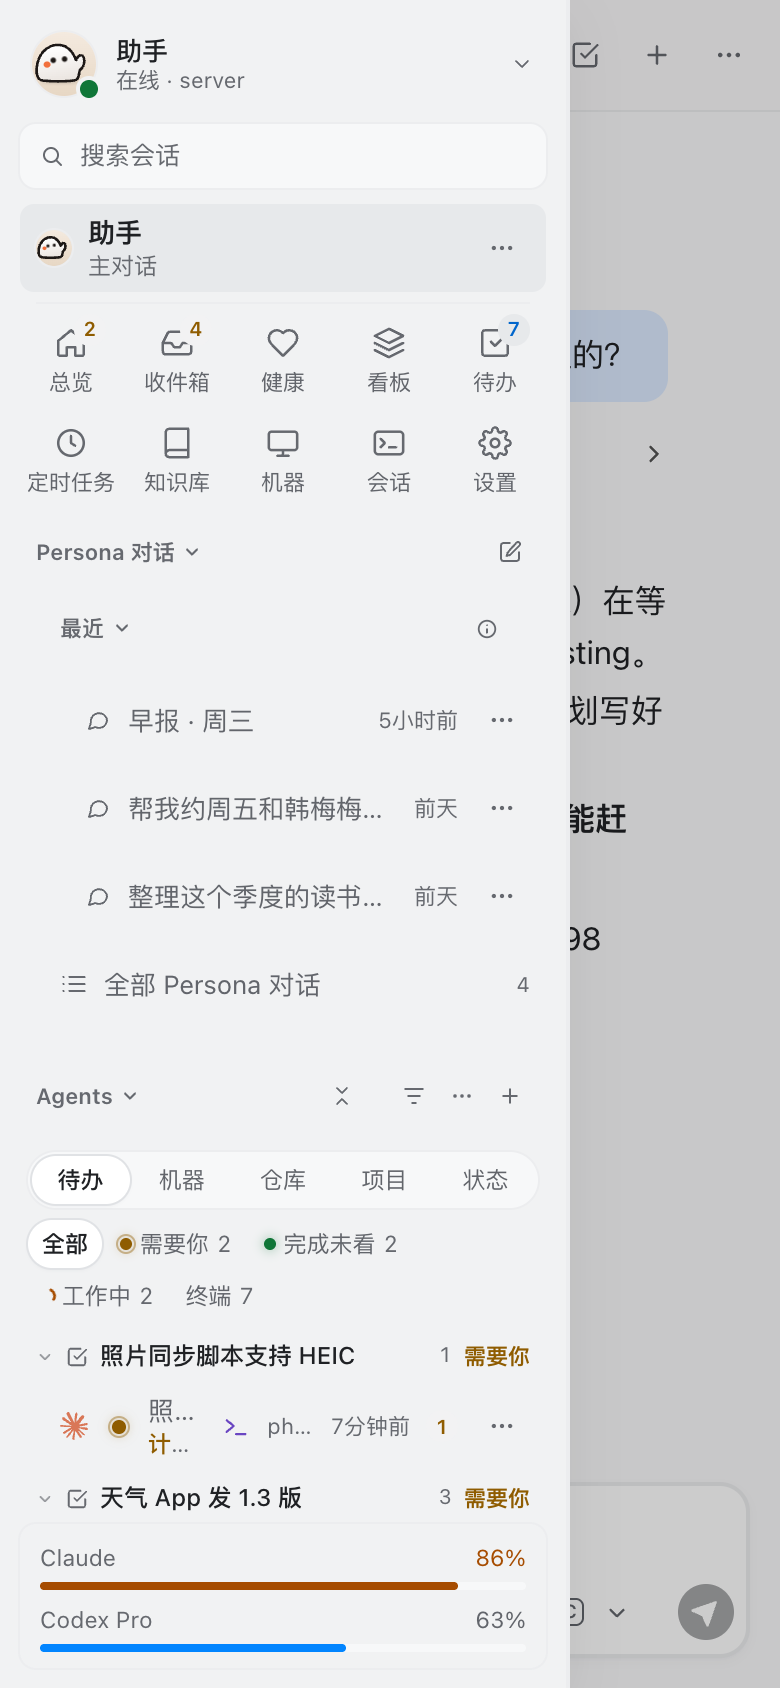 助手
在线 · server
搜索会话
助手
主对话
2
4
7
总览
收件箱
健康
看板
待办
定时任务
知识库
机器
会话
设置
Persona 对话
最近
早报 · 周三
5小时前
帮我约周五和韩梅梅...
前天
整理这个季度的读书...
前天
全部 Persona 对话
4
Agents
待办
机器
仓库
项目
状态
全部
需要你 2
完成未看 2
工作中 2
终端 7
照片同步脚本支持 HEIC
1
需要你
照...
计...
ph...
7分钟前
1
天气 App 发 1.3 版
3
需要你
Claude
86%
Codex Pro
63%
的?
）在等
sting。
划写好
能赶
98